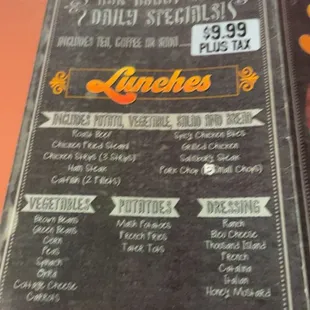 DAILY SPECIALS!
INCLUDES TEA, COFFEE OR
$9.99
PLUS TAX
Lunches
INCLUDES POTATO, VEGETABLE, SALAD AND BREAD
Roast Beef
Chicken Fried Steak
Chicken Strips (3 Strips)
Ham Steak
Catfish (2 Fillets)
Spicy Chicken Bites
Grilled Chicken
Salisbury Steak
Pork Chop (2 Small Chops)
VEGETABLES
Brown Beans
Green Beans
Corn
Peas
Spinach
Okra
Cottage Cheese
Carrots
POTATOES
Mash Potatoes
French Fries
Tater Tots
DRESSING
Ranch
Bleu Cheese
Thousand Island
French
Catalina
Italian
Honey Mustard